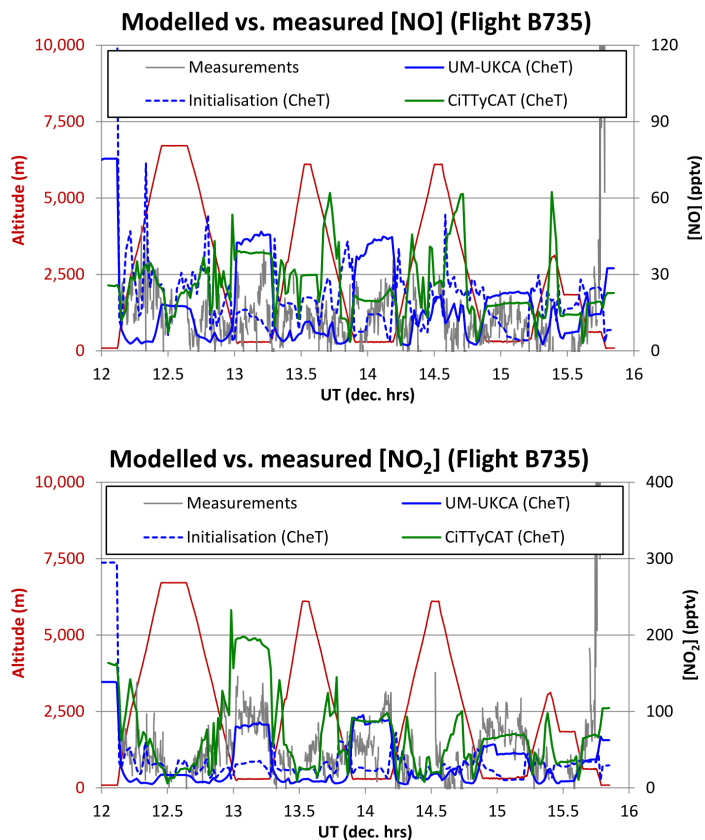 Modelled vs. measured [NO] (Flight B735)
10,000 120
Measurements UM-UKCA (CheT)
Initialisation (CheT) CiTTyCAT (CheT)
7,500 90
Altitude (m)
5,000 60
[NO] (pptv)
2,500 30
0 0
12 12.5 13 13.5 14 14.5 15 15.5 16
UT (dec. hrs)
Modelled vs. measured [NO₂] (Flight B735)
10,000 400
Measurements UM-UKCA (CheT)
Initialisation (CheT) CiTTyCAT (CheT)
7,500 300
Altitude (m)
5,000 200
[NO₂] (pptv)
2,500 100
0 0
12 12.5 13 13.5 14 14.5 15 15.5 16
UT (dec. hrs)